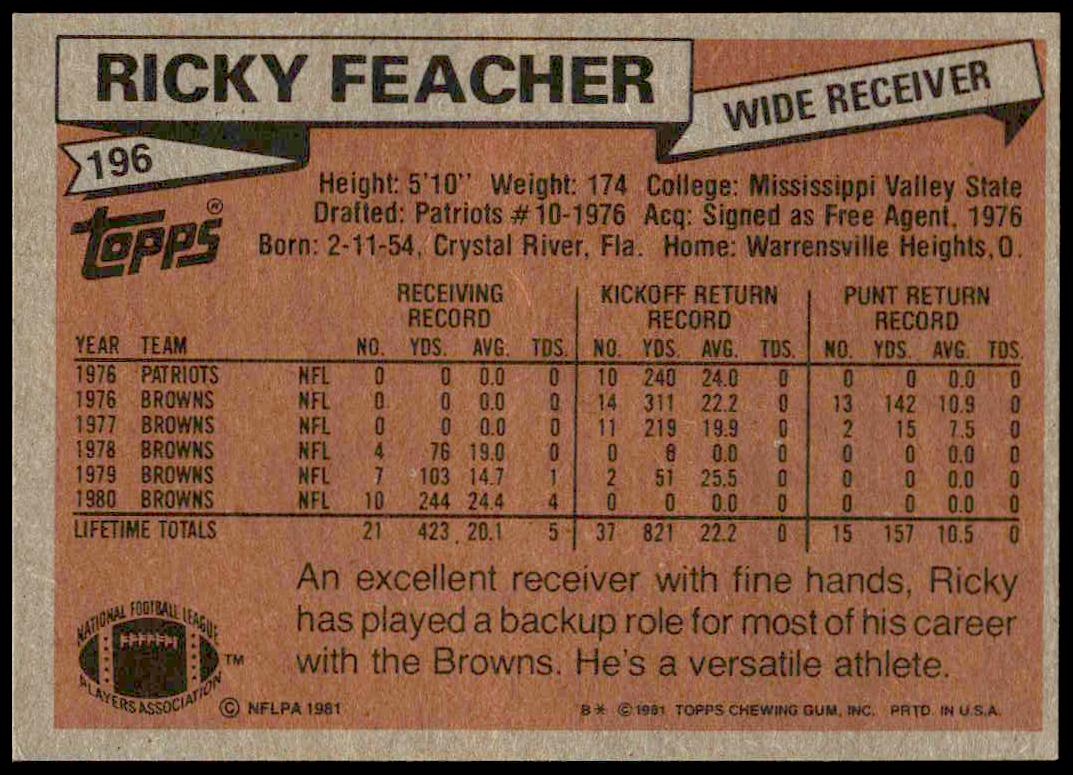 RICKY FEACHER
WIDE RECEIVER
196
TOPPS®
Height: 5'10" Weight: 174 College: Mississippi Valley State
Drafted: Patriots #10-1976 Acq: Signed as Free Agent, 1976
Born: 2-11-54, Crystal River, Fla. Home: Warrensville Heights, O.
RECEIVING RECORD KICKOFF RETURN RECORD PUNT RETURN RECORD
YEAR TEAM NO. YDS. AVG. TDS. NO. YDS. AVG. TDS. NO. YDS. AVG. TDS.
1976 PATRIOTS NFL 0 0 0.0 0 10 240 24.0 0 0 0 0.0 0
1976 BROWNS NFL 0 0 0.0 0 14 311 22.2 0 13 142 10.9 0
1977 BROWNS NFL 0 0 0.0 0 11 219 19.9 0 2 15 7.5 0
1978 BROWNS NFL 4 76 19.0 0 0 0 0.0 0 0 0 0.0 0
1979 BROWNS NFL 7 103 14.7 1 2 51 25.5 0 0 0 0.0 0
1980 BROWNS NFL 10 244 24.4 4 0 0 0.0 0 0 0 0.0 0
LIFETIME TOTALS 21 423 20.1 5 37 821 22.2 0 15 157 10.5 0
An excellent receiver with fine hands, Ricky
has played a backup role for most of his career
with the Browns. He's a versatile athlete.
NATIONAL FOOTBALL LEAGUE
PLAYERS ASSOCIATION
TM
© NFLPA 1981
B* © 1981 TOPPS CHEWING GUM, INC. PRTD. IN U.S.A.